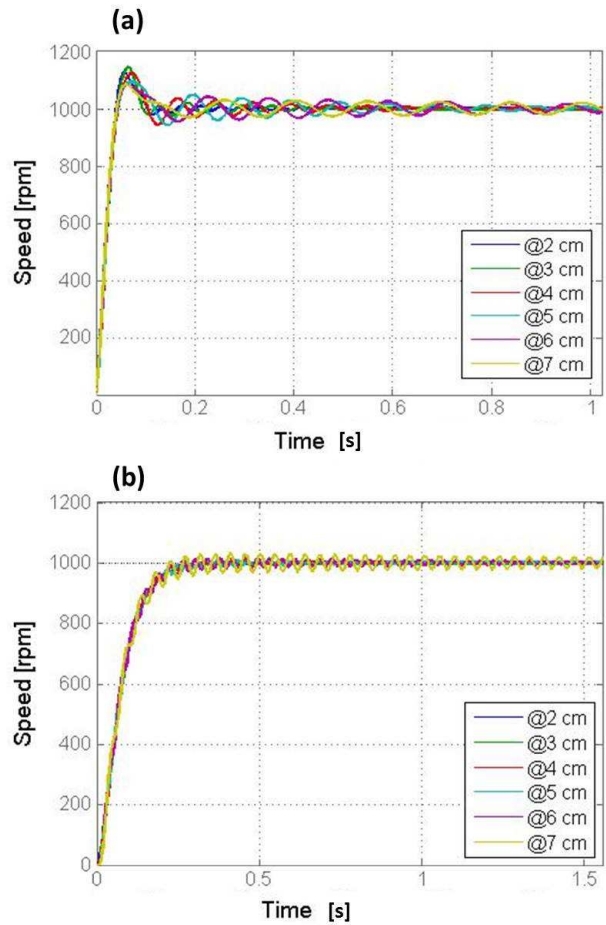 (a)
1200
1000
800
600
400
200
Speed [rpm]
@2 cm
@3 cm
@4 cm
@5 cm
@6 cm
@7 cm
0 0.2 0.4 0.6 0.8 1
Time [s]
(b)
1200
1000
800
600
400
200
0
Speed [rpm]
@2 cm
@3 cm
@4 cm
@5 cm
@6 cm
@7 cm
0 0.5 1 1.5
Time [s]